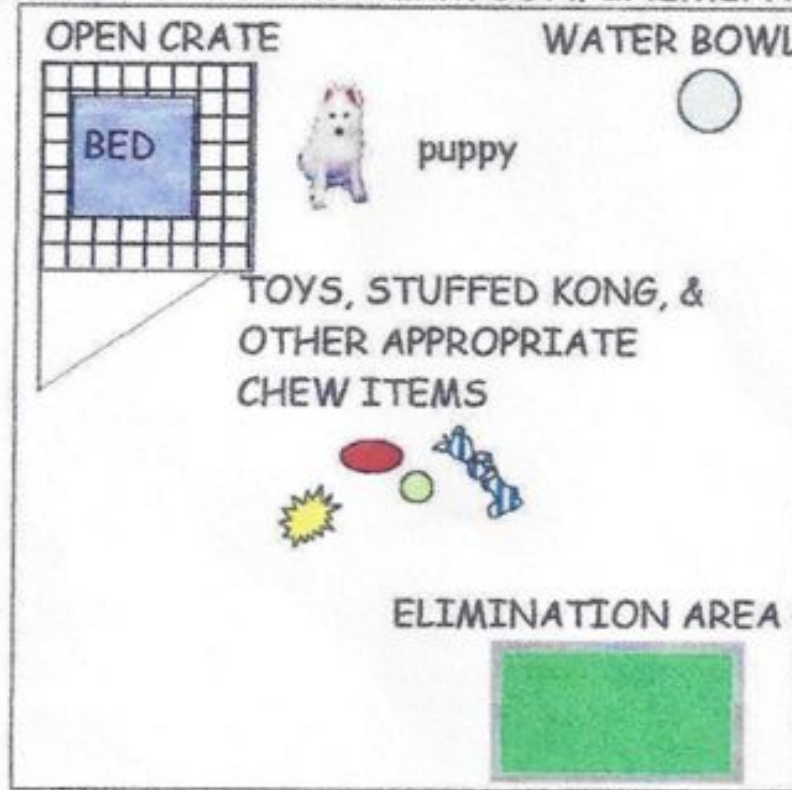 OPEN CRATE
WATER BOWL
BED
puppy
TOYS, STUFFED KONG, &
OTHER APPROPRIATE
CHEW ITEMS
ELIMINATION AREA